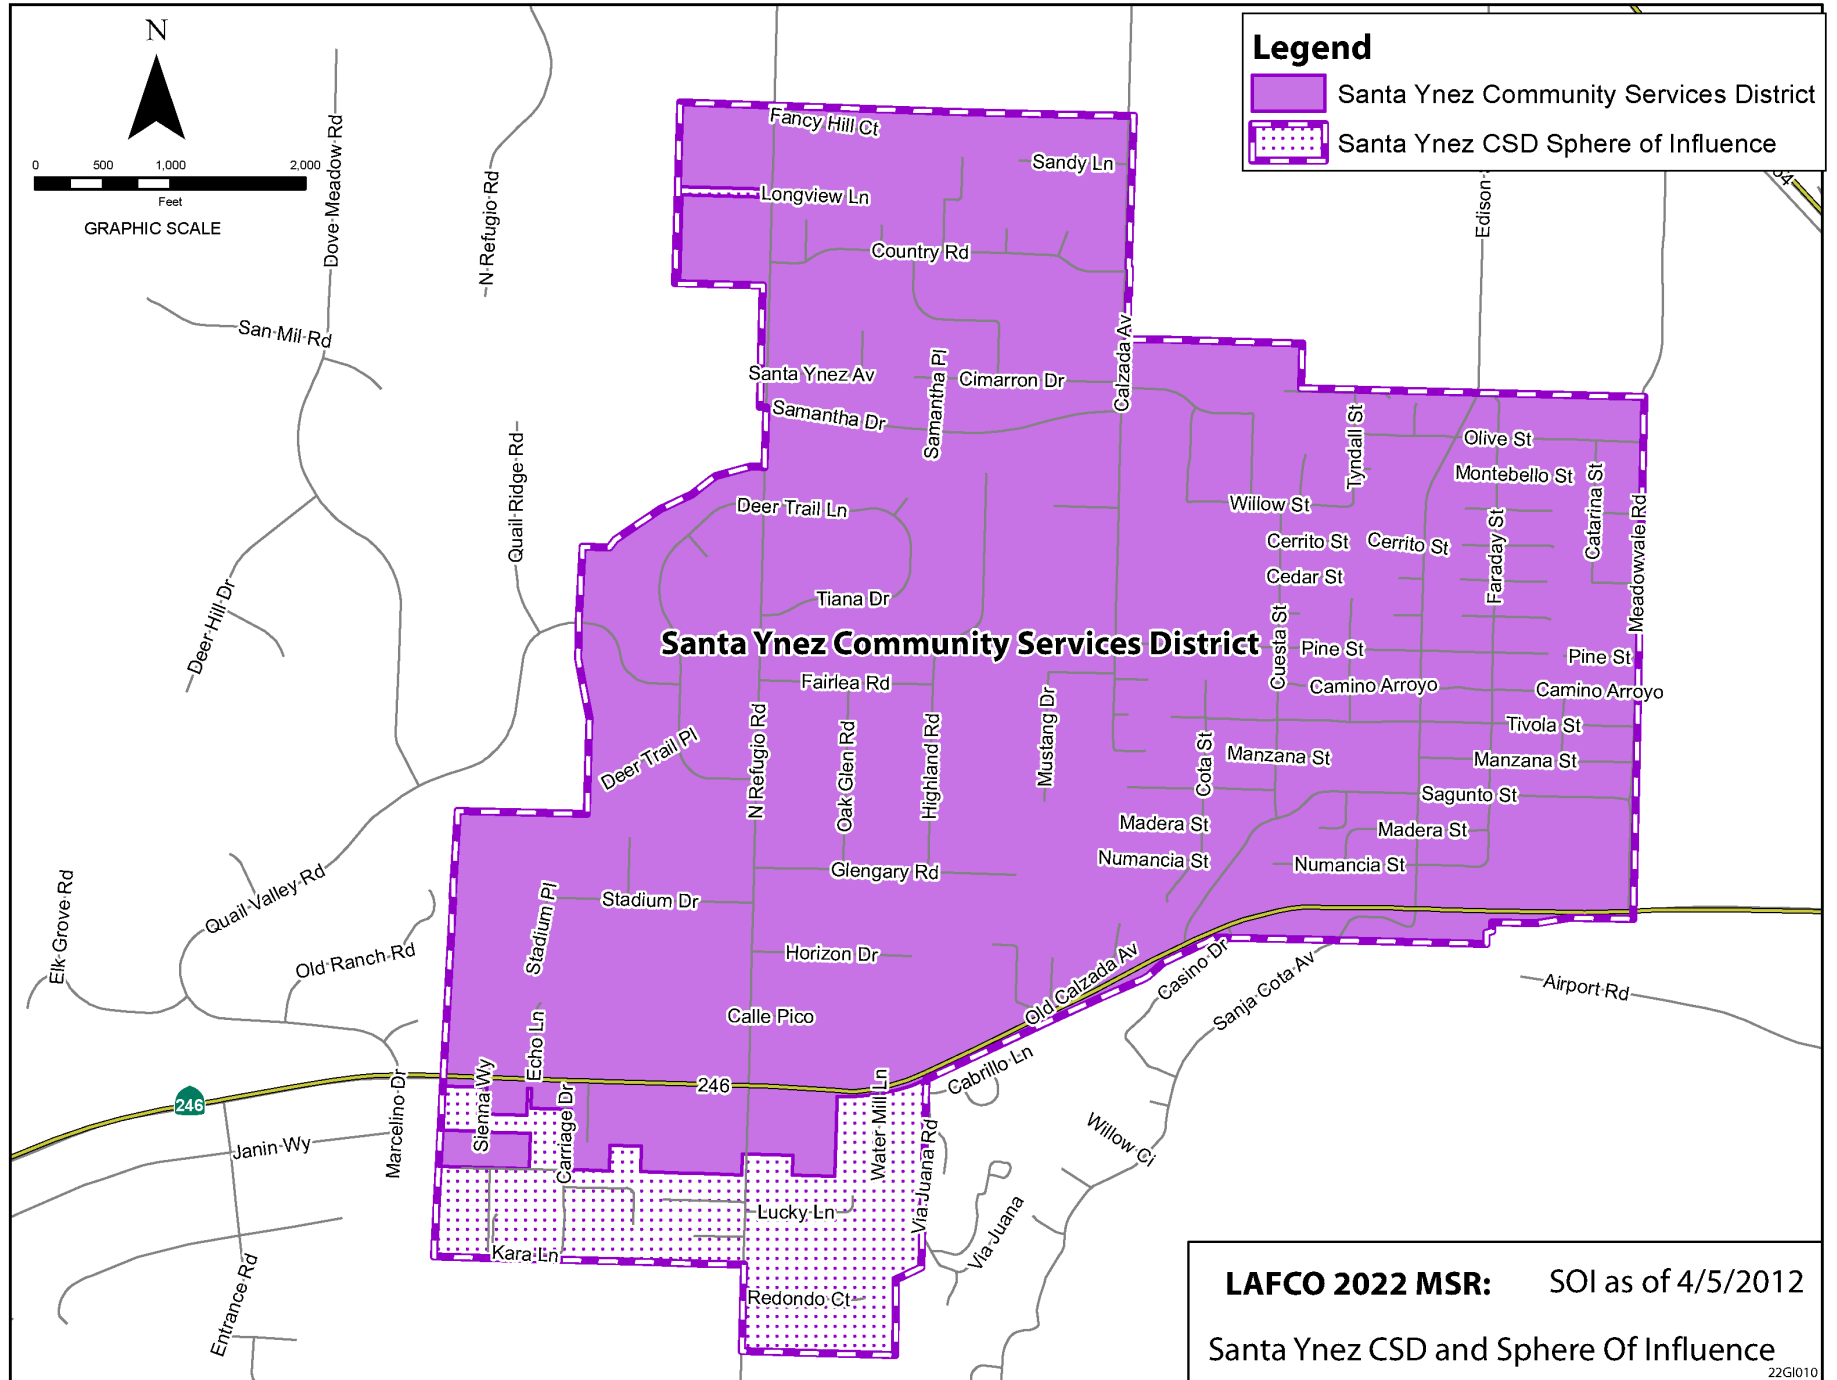 N
0 500 1,000 2,000
Feet
GRAPHIC SCALE
Legend
Santa Ynez Community Services District
Santa Ynez CSD Sphere of Influence
Dove Meadow Rd
N Refugio Rd
Fancy Hill Ct
Sandy Ln
Longview Ln
Country Rd
Edison
San Mil Rd
Santa Ynez Av
Samantha Pl
Cimarron Dr
Calzada Av
Samantha Dr
Tyndall St
Olive St
Montebello St
Catarina St
Meadowvale Rd
Quail Ridge Rd
Deer Trail Ln
Willow St
Cerrito St
Cerrito St
Faraday St
Cedar St
Deer Hill Dr
Tiana Dr
Santa Ynez Community Services District
Cuesta St
Pine St
Pine St
Fairlea Rd
Camino Arroyo
Camino Arroyo
Deer Trail Pl
N Refugio Rd
Oak Glen Rd
Highland Rd
Mustang Dr
Cota St
Tivola St
Manzana St
Manzana St
Sagunto St
Madera St
Madera St
Numancia St
Numancia St
Glengary Rd
Elk Grove Rd
Quail Valley Rd
Stadium Pl
Stadium Dr
Old Ranch Rd
Horizon Dr
Old Calzada Av
Casino Dr
Sanja Cota Av
Airport Rd
Calle Pico
Echo Ln
Sienna Wy
246
246
Water Mill Ln
Cabrillo Ln
Marcelino Dr
Janin Wy
Carriage Dr
Via Juana Rd
Willow Ci
Lucky Ln
Via Juana
Kara Ln
Redondo Ct
Entrance Rd
LAFCO 2022 MSR: SOI as of 4/5/2012
Santa Ynez CSD and Sphere Of Influence
22GI010